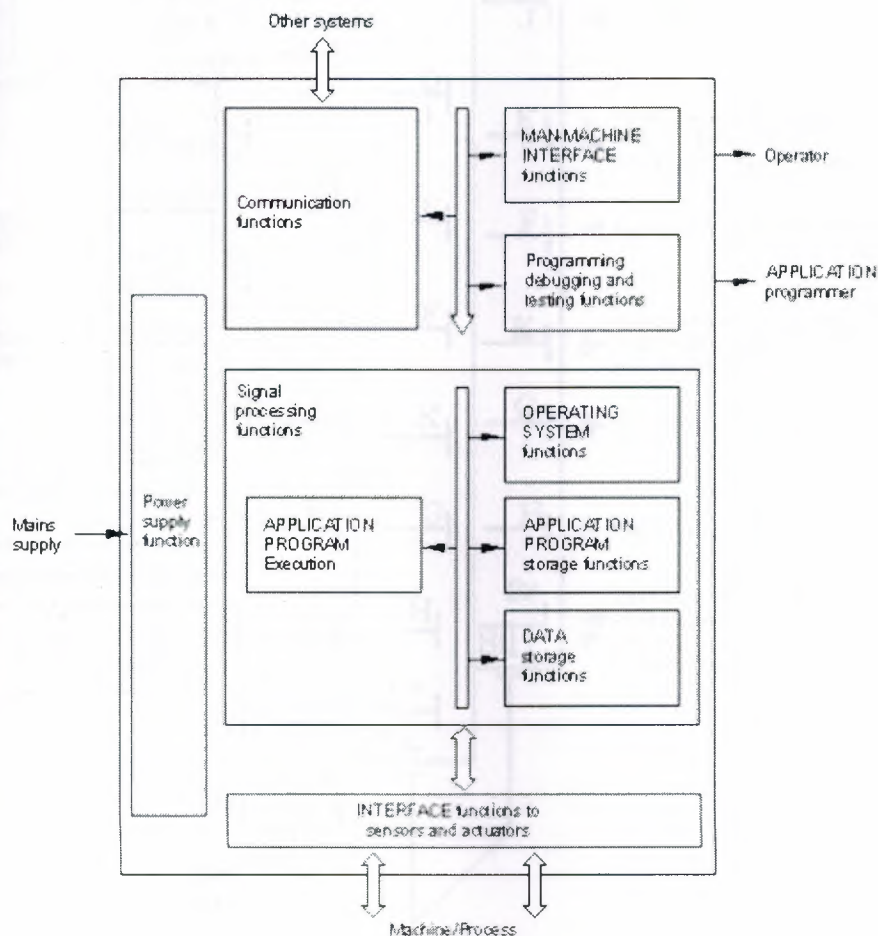 Other systems
Communication
functions
MAN-MACHINE
INTERFACE
functions
Operator
Programming
debugging and
testing functions
APPLICATION
programmer
Signal
processing
functions
OPERATING
SYSTEM
functions
Mains
supply
Power
supply
function
APPLICATION
PROGRAM
Execution
APPLICATION
PROGRAM
storage functions
DATA
storage
functions
INTERFACE functions to
sensors and actuators
Machine/Process